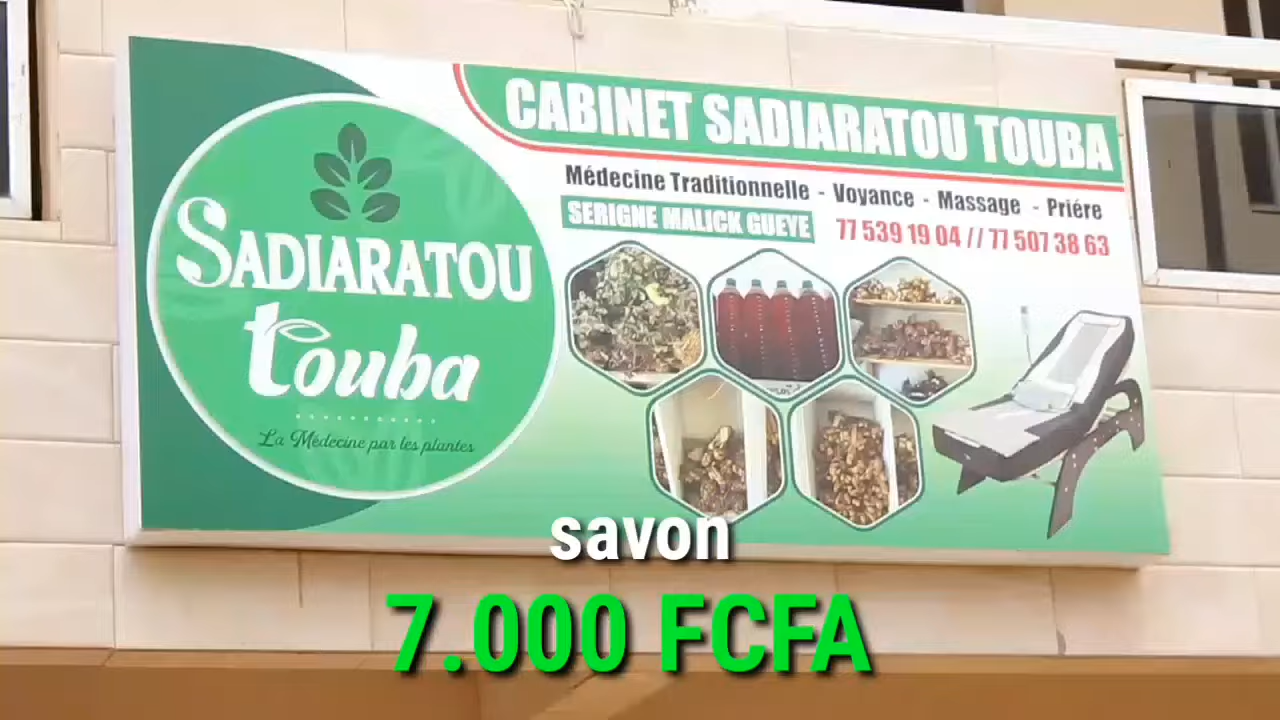 CABINET SADIARATOU TOUBA
Médecine Traditionnelle - Voyance - Massage - Priére
SERIGNE MALICK GUEYE 77 539 19 04 // 77 507 38 63
SADIARATOU
touba
La Médecine par les plantes
savon
7.000 FCFA